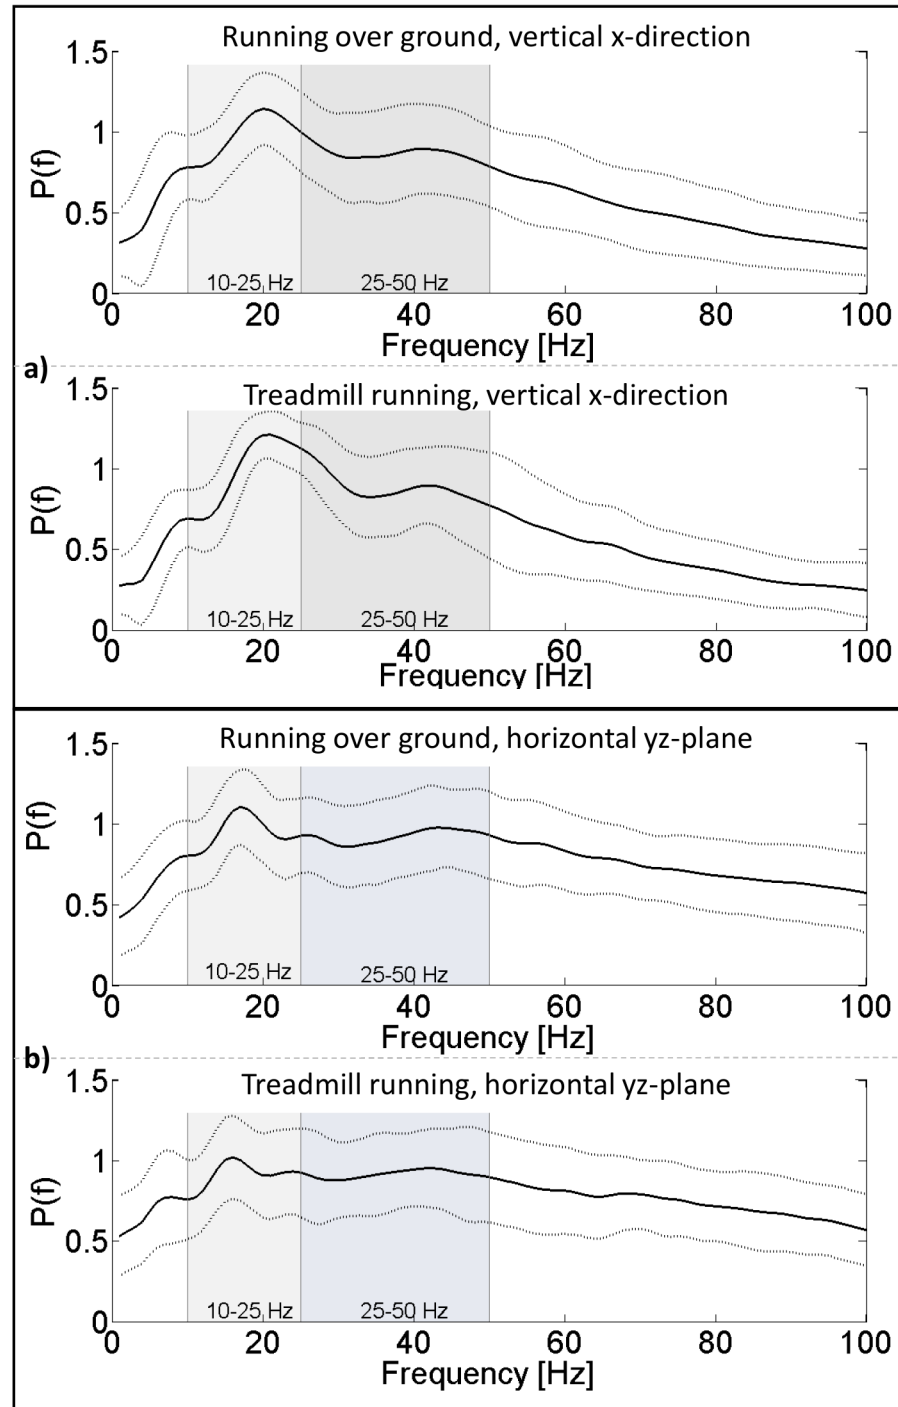 Running over ground, vertical x-direction
1.5
1
0.5
0
P(f)
10-25 Hz
25-50 Hz
0 20 40 60 80 100
Frequency [Hz]
a)
Treadmill running, vertical x-direction
1.5
1
0.5
0
P(f)
10-25 Hz
25-50 Hz
0 20 40 60 80 100
Frequency [Hz]
Running over ground, horizontal yz-plane
1.5
1
0.5
0
P(f)
10-25 Hz
25-50 Hz
0 20 40 60 80 100
Frequency [Hz]
b)
Treadmill running, horizontal yz-plane
1.5
1
0.5
0
P(f)
10-25 Hz
25-50 Hz
0 20 40 60 80 100
Frequency [Hz]